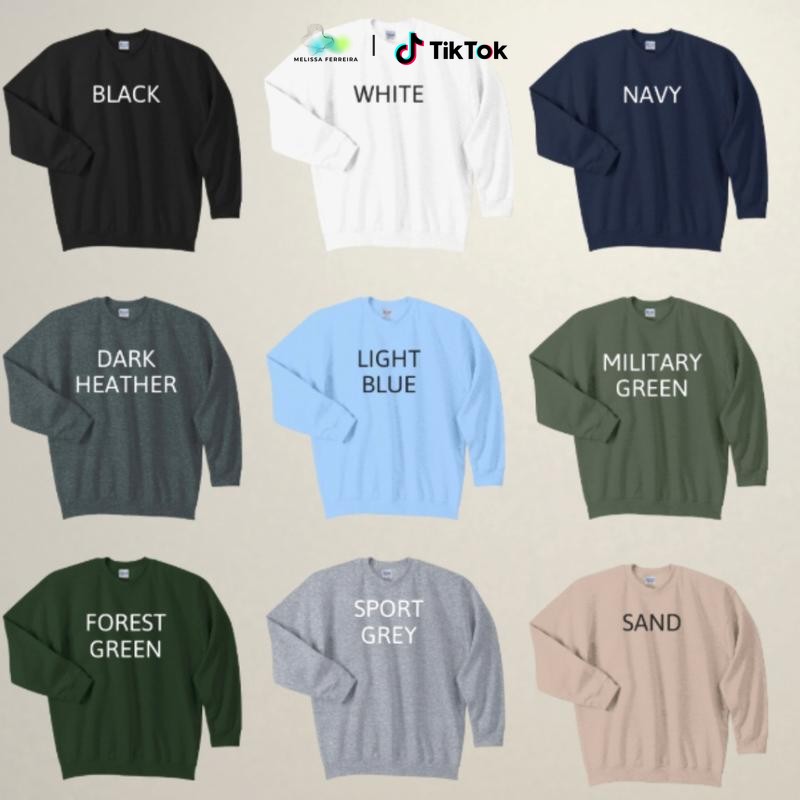 MELISSA FERREIRA | TikTok
BLACK
WHITE
NAVY
DARK
HEATHER
LIGHT
BLUE
MILITARY
GREEN
FOREST
GREEN
SPORT
GREY
SAND